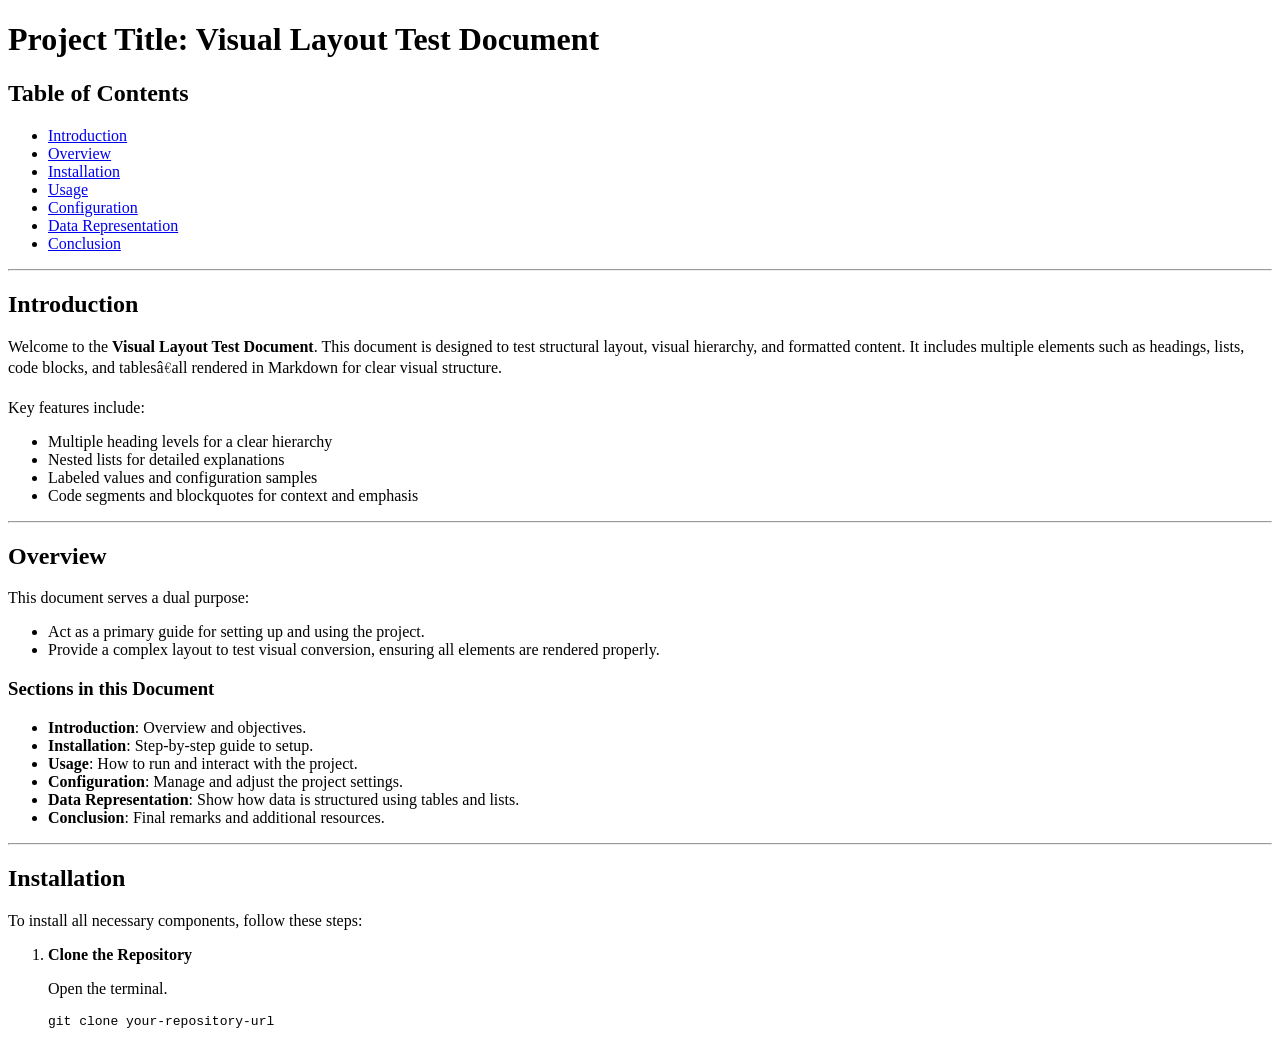 Project Title: Visual Layout Test Document
Table of Contents
Introduction
Overview
Installation
Usage
Configuration
Data Representation
Conclusion
Introduction
Welcome to the Visual Layout Test Document. This document is designed to test structural layout, visual hierarchy, and formatted content. It includes multiple elements such as headings, lists,
code blocks, and tablesâ€all rendered in Markdown for clear visual structure.
Key features include:
Multiple heading levels for a clear hierarchy
Nested lists for detailed explanations
Labeled values and configuration samples
Code segments and blockquotes for context and emphasis
Overview
This document serves a dual purpose:
Act as a primary guide for setting up and using the project.
Provide a complex layout to test visual conversion, ensuring all elements are rendered properly.
Sections in this Document
Introduction: Overview and objectives.
Installation: Step-by-step guide to setup.
Usage: How to run and interact with the project.
Configuration: Manage and adjust the project settings.
Data Representation: Show how data is structured using tables and lists.
Conclusion: Final remarks and additional resources.
Installation
To install all necessary components, follow these steps:
1. Clone the Repository
Open the terminal.
git clone your-repository-url